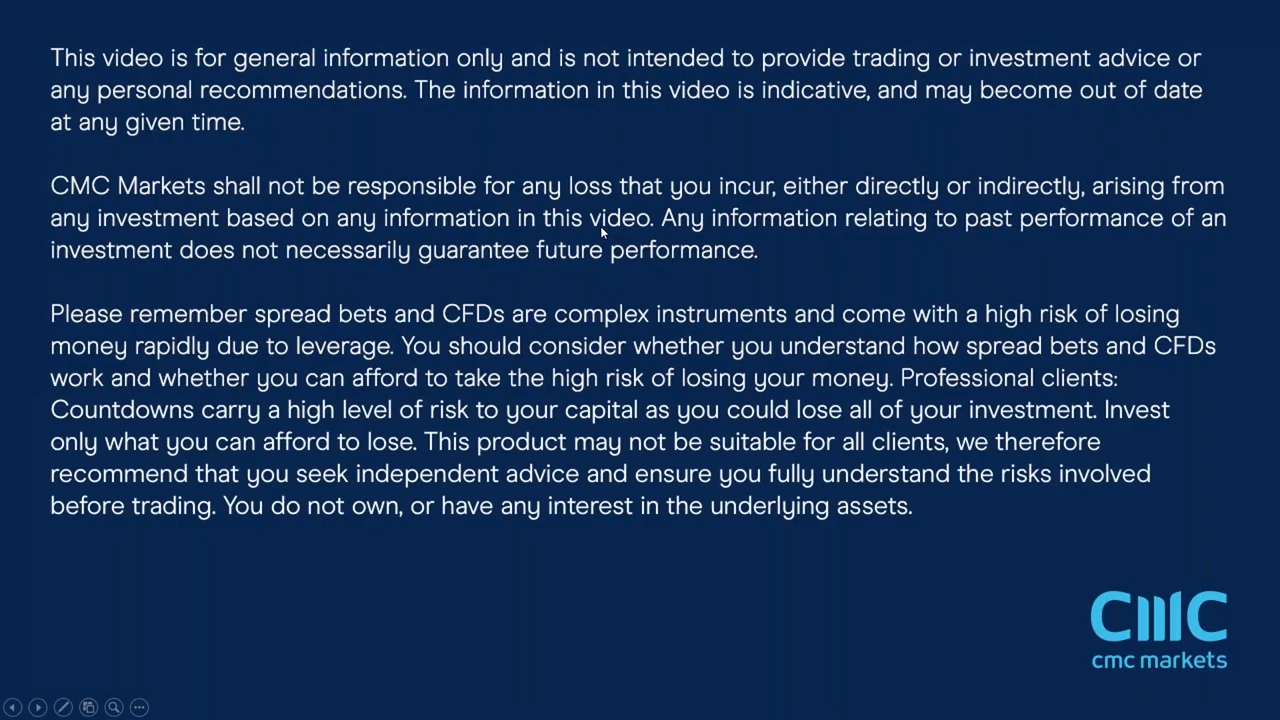 This video is for general information only and is not intended to provide trading or investment advice or
any personal recommendations. The information in this video is indicative, and may become out of date
at any given time.
CMC Markets shall not be responsible for any loss that you incur, either directly or indirectly, arising from
any investment based on any information in this video. Any information relating to past performance of an
investment does not necessarily guarantee future performance.
Please remember spread bets and CFDs are complex instruments and come with a high risk of losing
money rapidly due to leverage. You should consider whether you understand how spread bets and CFDs
work and whether you can afford to take the high risk of losing your money. Professional clients:
Countdowns carry a high level of risk to your capital as you could lose all of your investment. Invest
only what you can afford to lose. This product may not be suitable for all clients, we therefore
recommend that you seek independent advice and ensure you fully understand the risks involved
before trading. You do not own, or have any interest in the underlying assets.
CMC
cmc markets